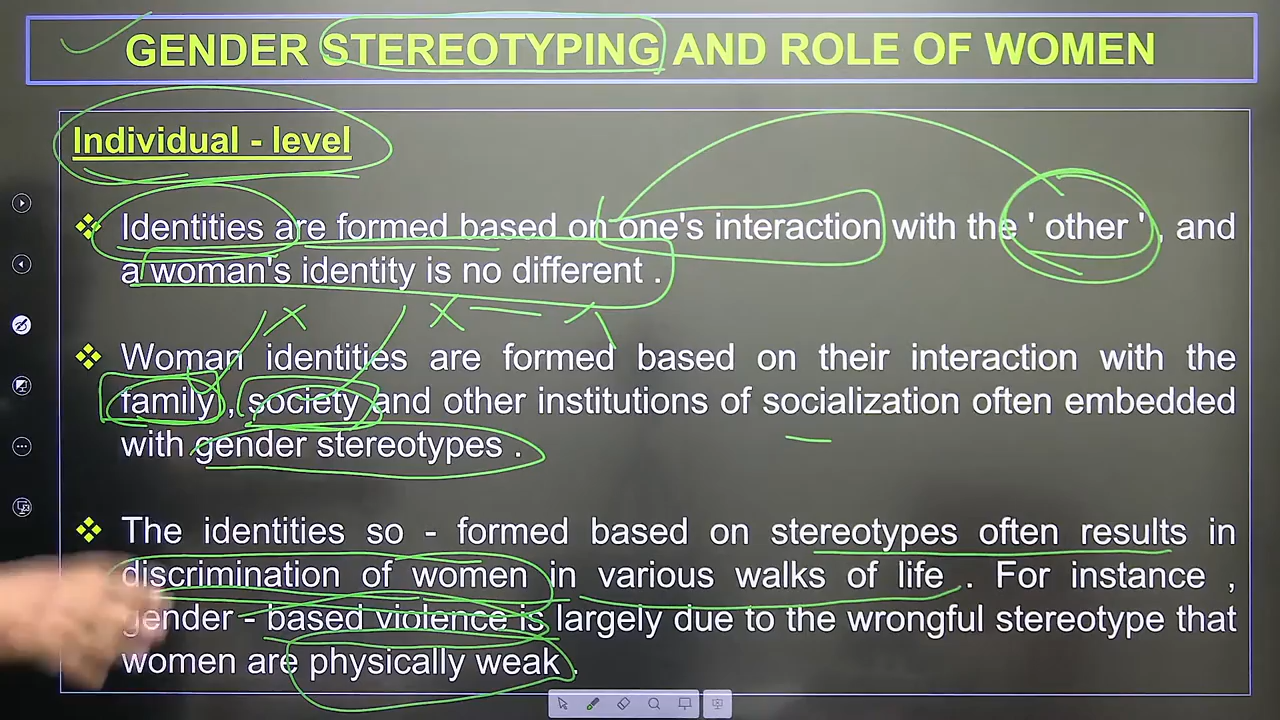 GENDER STEREOTYPING AND ROLE OF WOMEN
Individual - level
❖ Identities are formed based on one's interaction with the ' other ' , and
a woman's identity is no different .
❖ Woman identities are formed based on their interaction with the
family , society and other institutions of socialization often embedded
with gender stereotypes .
❖ The identities so - formed based on stereotypes often results in
discrimination of women in various walks of life . For instance ,
gender - based violence is largely due to the wrongful stereotype that
women are physically weak .